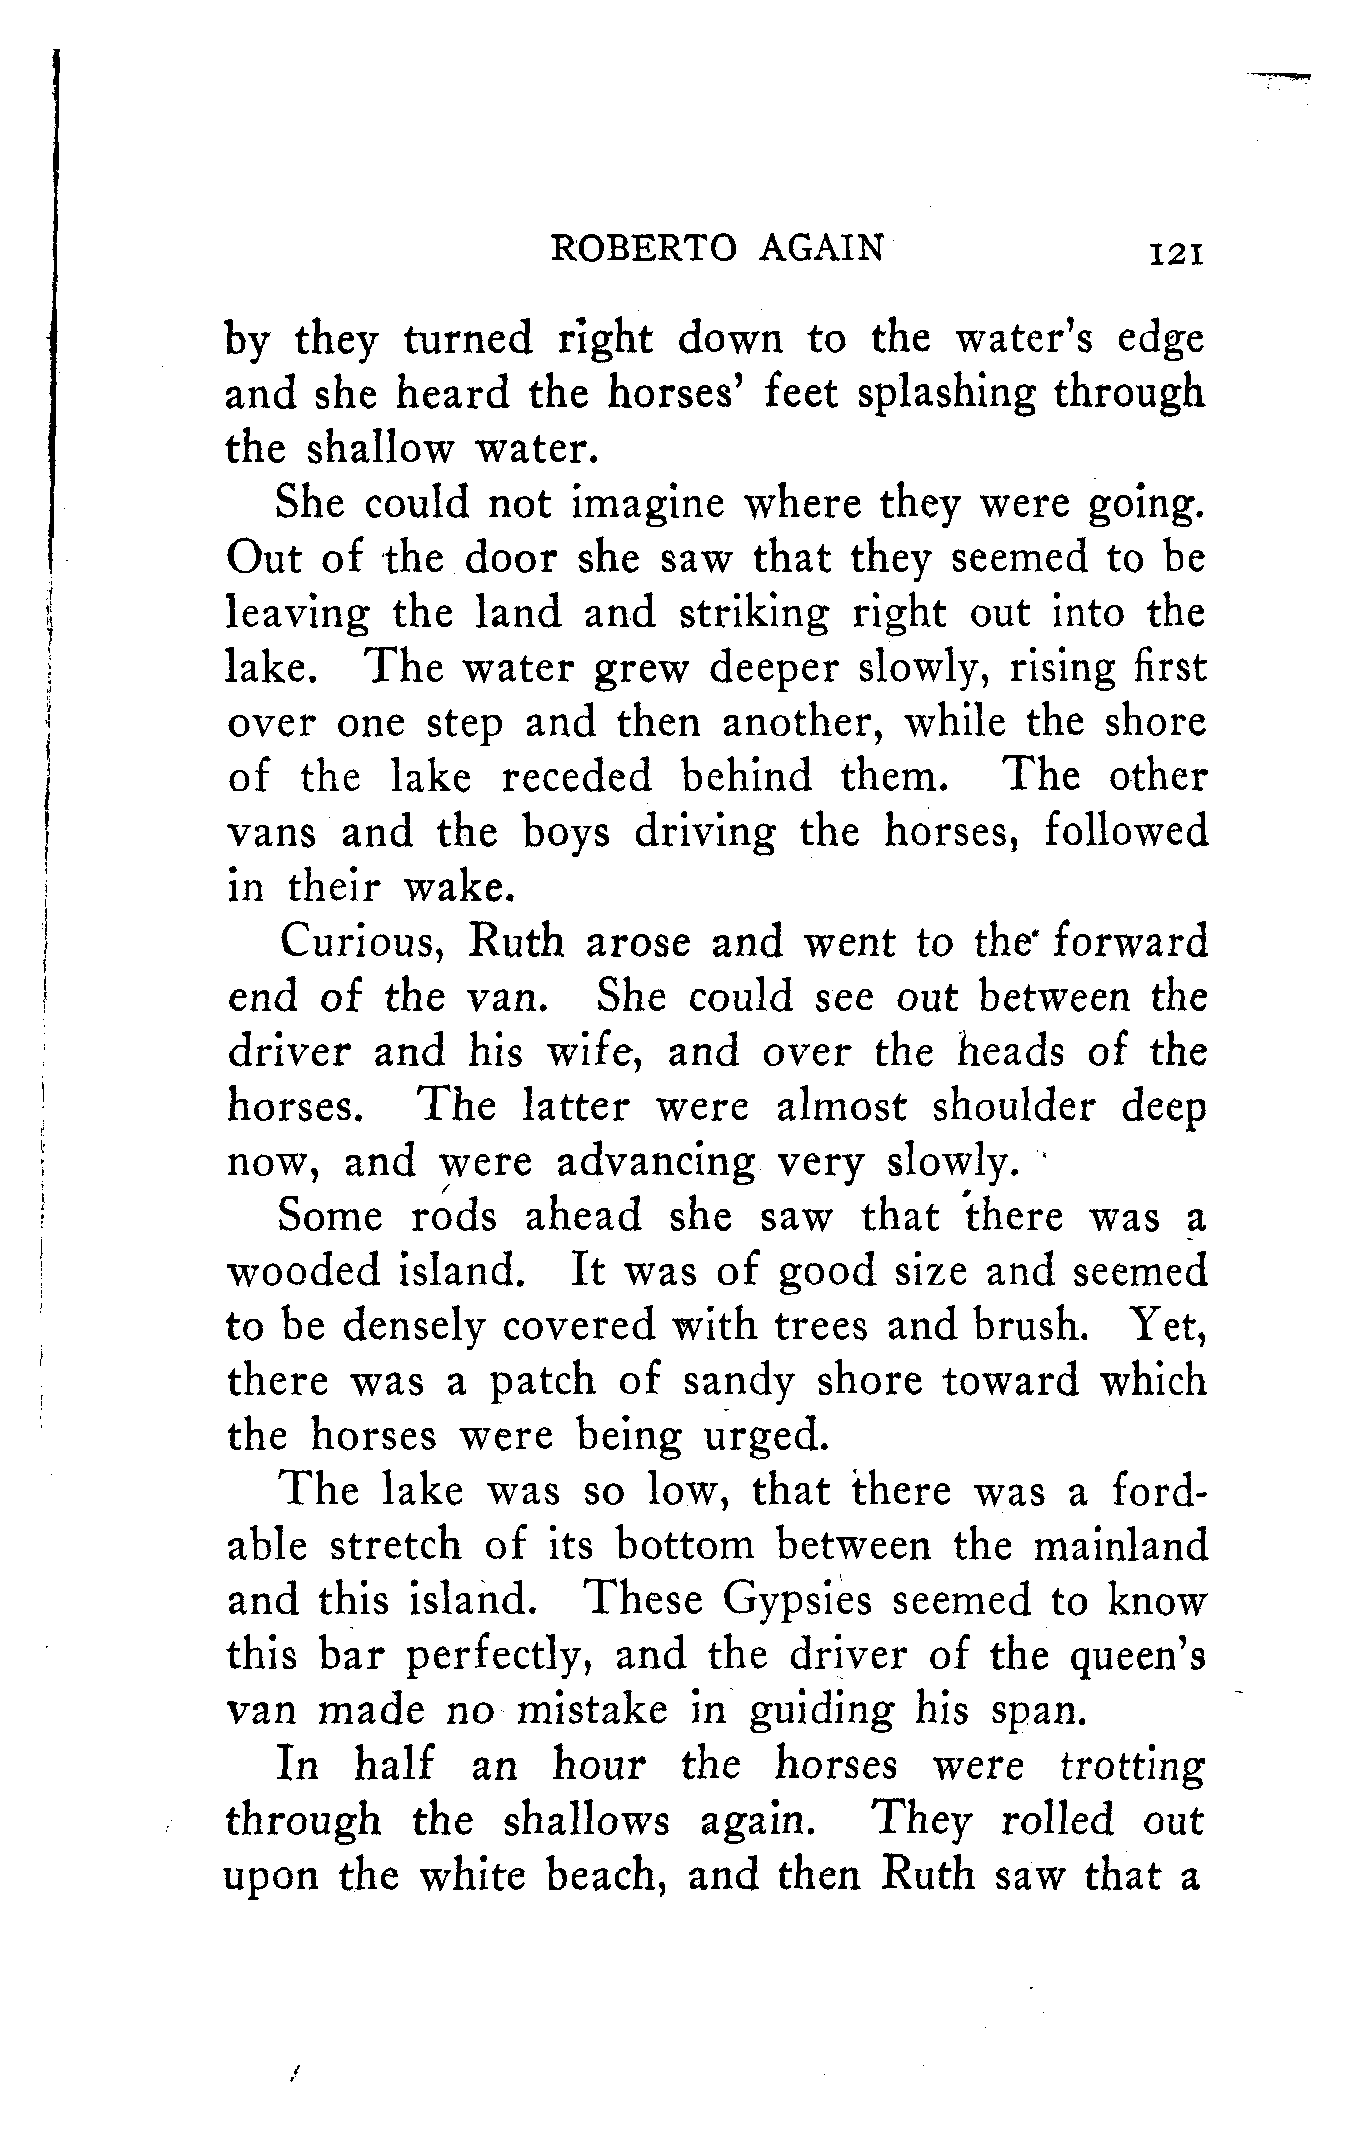 ROBERTO AGAIN 121
by they turned right down to the water's edge
and she heard the horses' feet splashing through
the shallow water.
She could not imagine where they were going.
Out of the door she saw that they seemed to be
leaving the land and striking right out into the
lake. The water grew deeper slowly, rising first
over one step and then another, while the shore
of the lake receded behind them. The other
vans and the boys driving the horses, followed
in their wake.
Curious, Ruth arose and went to the forward
end of the van. She could see out between the
driver and his wife, and over the heads of the
horses. The latter were almost shoulder deep
now, and were advancing very slowly.
Some rods ahead she saw that there was a
wooded island. It was of good size and seemed
to be densely covered with trees and brush. Yet,
there was a patch of sandy shore toward which
the horses were being urged.
The lake was so low, that there was a ford-
able stretch of its bottom between the mainland
and this island. These Gypsies seemed to know
this bar perfectly, and the driver of the queen's
van made no mistake in guiding his span.
In half an hour the horses were trotting
through the shallows again. They rolled out
upon the white beach, and then Ruth saw that a